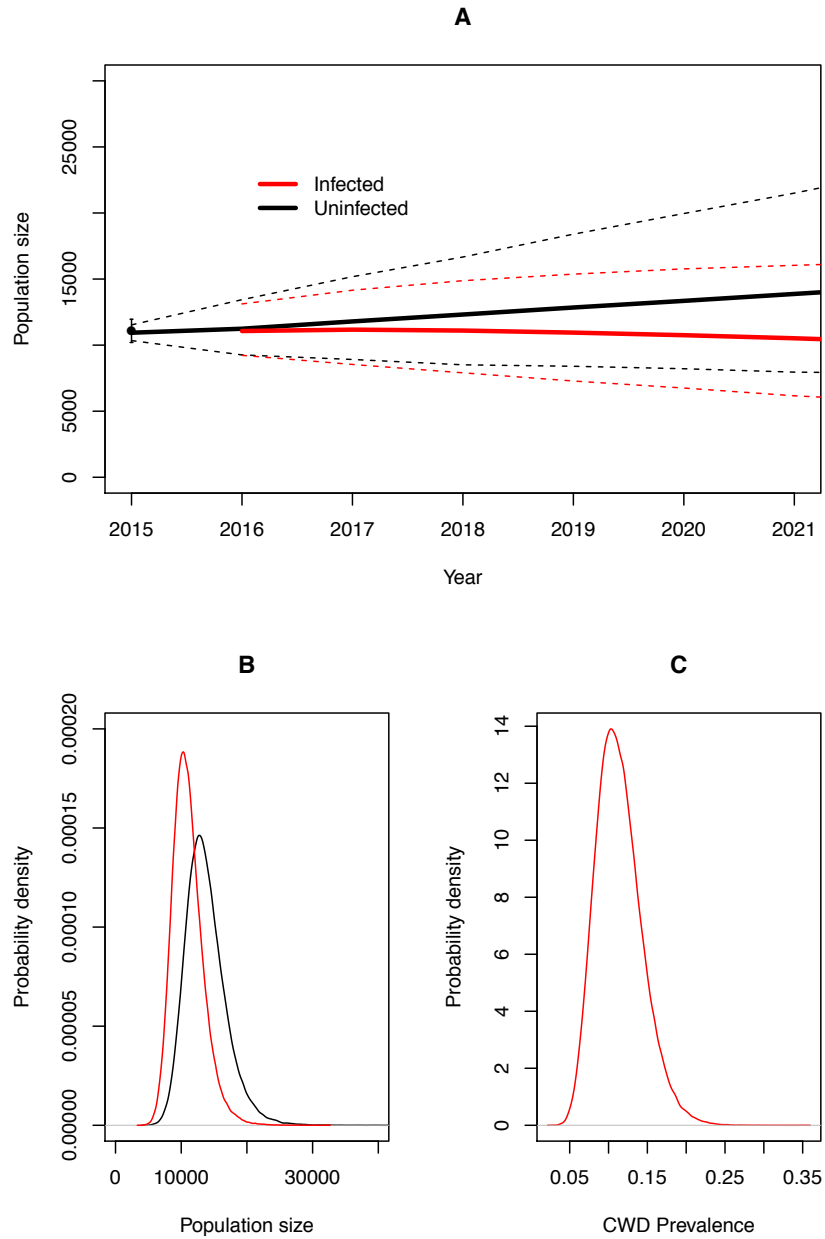 A
Population size
0
5000
15000
25000
Infected
Uninfected
2015 2016 2017 2018 2019 2020 2021
Year
B
Probability density
0.00000
0.00005
0.00010
0.00015
0.00020
0 10000 30000
Population size
C
Probability density
0
2
4
6
8
10
12
14
0.05 0.15 0.25 0.35
CWD Prevalence